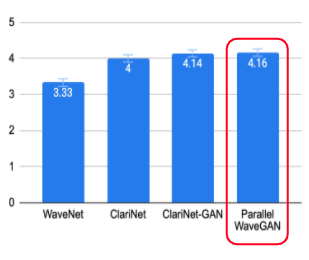 5
4
3
2
1
0
3.33
4
4.14
4.16
WaveNet
ClariNet
ClariNet-GAN
Parallel
WaveGAN